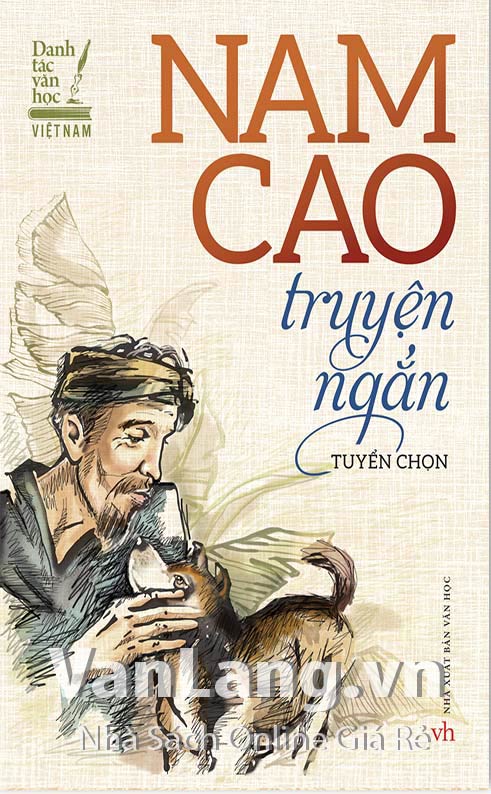 Danh
tác
văn
học
VIỆT NAM
NAM
CAO
truyện
ngắn
TUYỂN CHỌN
NHÀ XUẤT BẢN VĂN HỌC
vh
VanLang.vn
Nhà Sách Online Giá Rẻ